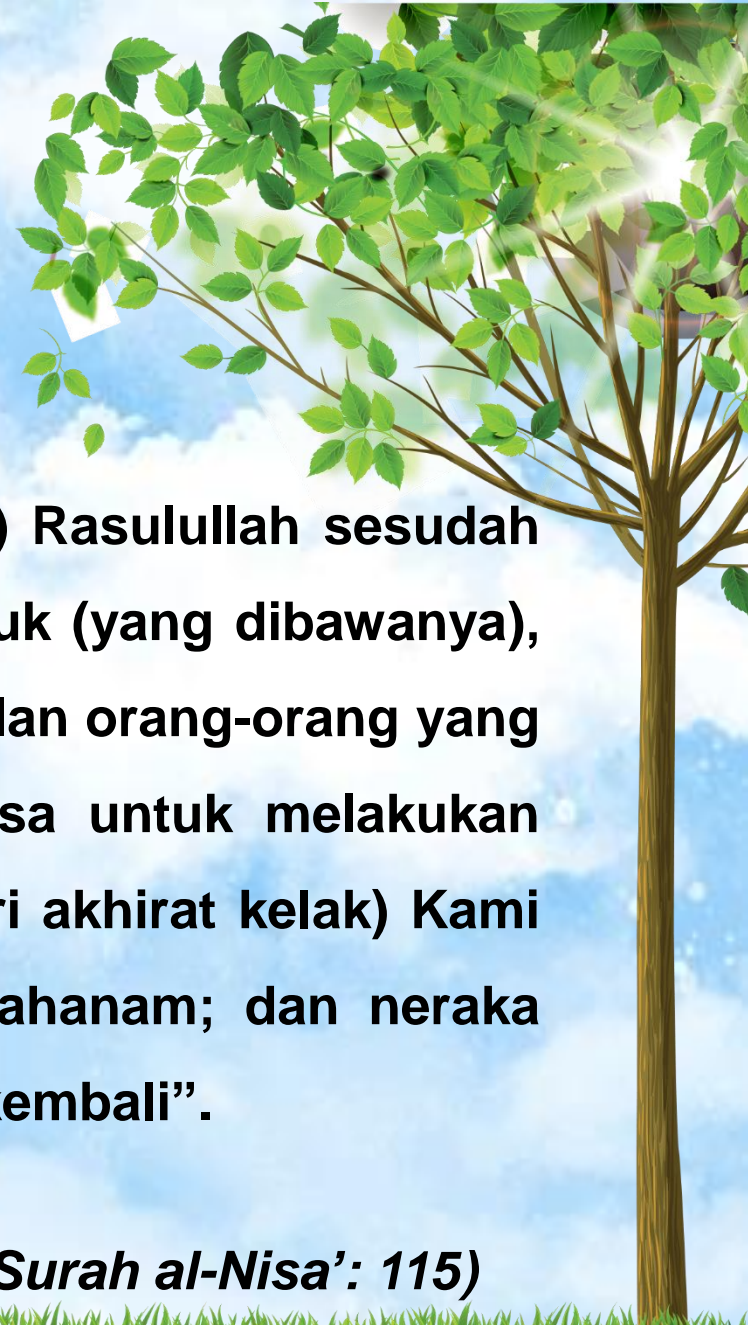 ) Rasulullah sesudah
uk (yang dibawanya),
dan orang-orang yang
sa untuk melakukan
ri akhirat kelak) Kami
ahanam; dan neraka
kembali”.
Surah al-Nisa’: 115)